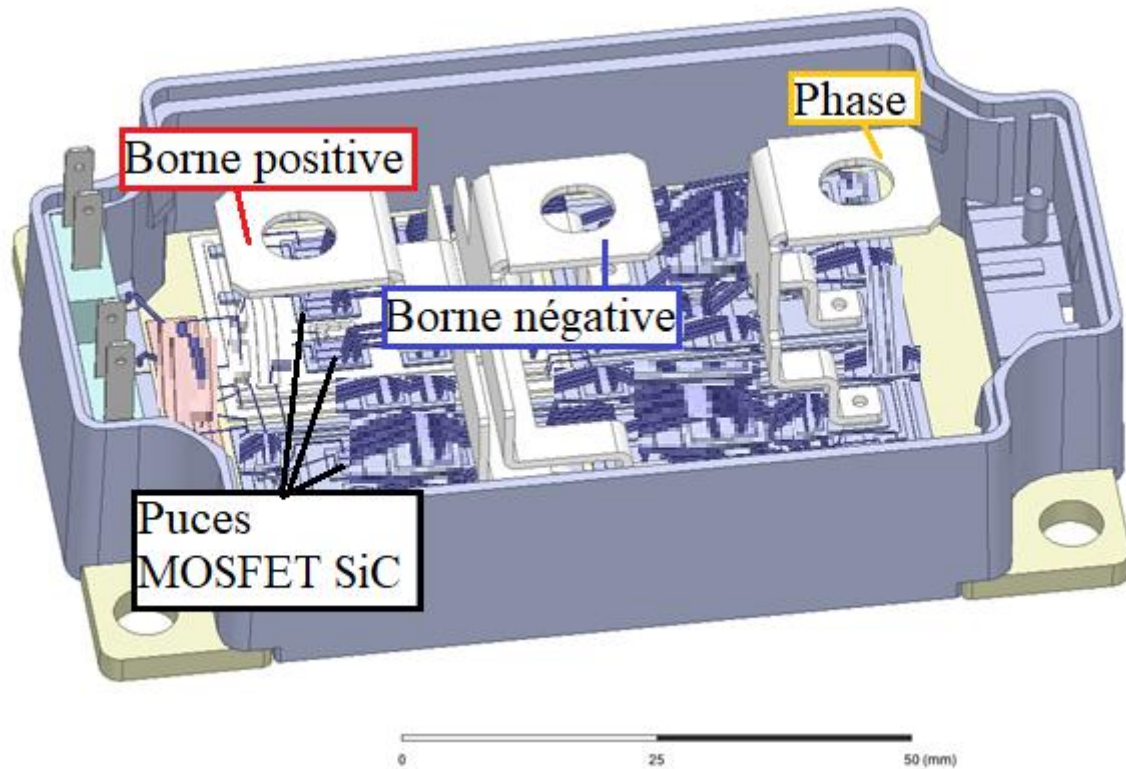 Phase
Borne positive
Borne négative
Puces
MOSFET SiC
0 25 50 (mm)